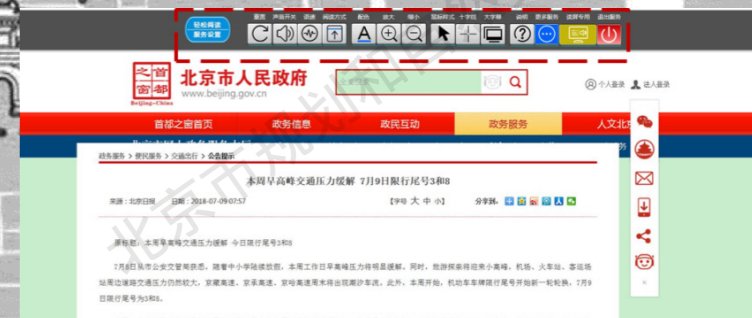 轻松阅读
服务设置
重置 声音开关 语速 阅读方式 配色 放大 缩小 鼠标样式 十字线 大字幕 说明 更多服务 读屏专用 退出服务
首都
之窗
Beijing-China
北京市人民政府
www.beijing.gov.cn
个人登录 法人登录
首都之窗首页 政务信息 政民互动 政务服务 人文北京
政务服务 > 便民服务 > 交通出行 > 公告提示
本周早高峰交通压力缓解 7月9日限行尾号3和8
来源：北京日报 日期：2018-07-09 07:57 【字号 大 中 小】 分享到：
原标题：本周早高峰交通压力缓解 今日限行尾号3和8
7月8日从市公安交管局获悉，随着中小学陆续放假，本周工作日早高峰压力将明显缓解。同时，旅游探亲将迎来小高峰，机场、火车站、客运场
站周边道路交通压力仍然较大，京藏高速、京承高速、京哈高速周末将出现潮汐车流。此外，本周开始，机动车车牌限行尾号开始新一轮轮换，7月9
日限行尾号为3和8。
北京市规划和自